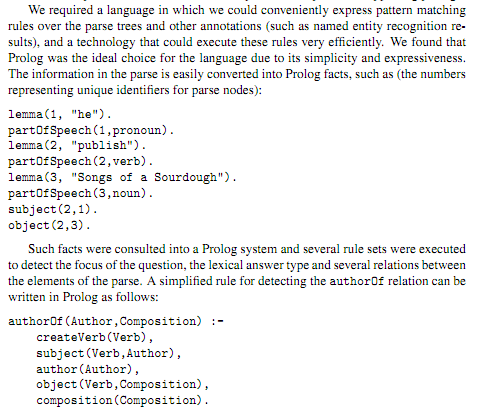 We required a language in which we could conveniently express pattern matching
rules over the parse trees and other annotations (such as named entity recognition re-
sults), and a technology that could execute these rules very efficiently. We found that
Prolog was the ideal choice for the language due to its simplicity and expressiveness.
The information in the parse is easily converted into Prolog facts, such as (the numbers
representing unique identifiers for parse nodes):
lemma(1, "he").
partOfSpeech(1,pronoun).
lemma(2, "publish").
partOfSpeech(2,verb).
lemma(3, "Songs of a Sourdough").
partOfSpeech(3,noun).
subject(2,1).
object(2,3).
Such facts were consulted into a Prolog system and several rule sets were executed
to detect the focus of the question, the lexical answer type and several relations between
the elements of the parse. A simplified rule for detecting the authorOf relation can be
written in Prolog as follows:
authorOf(Author,Composition) :-
createVerb(Verb),
subject(Verb,Author),
author(Author),
object(Verb,Composition),
composition(Composition).